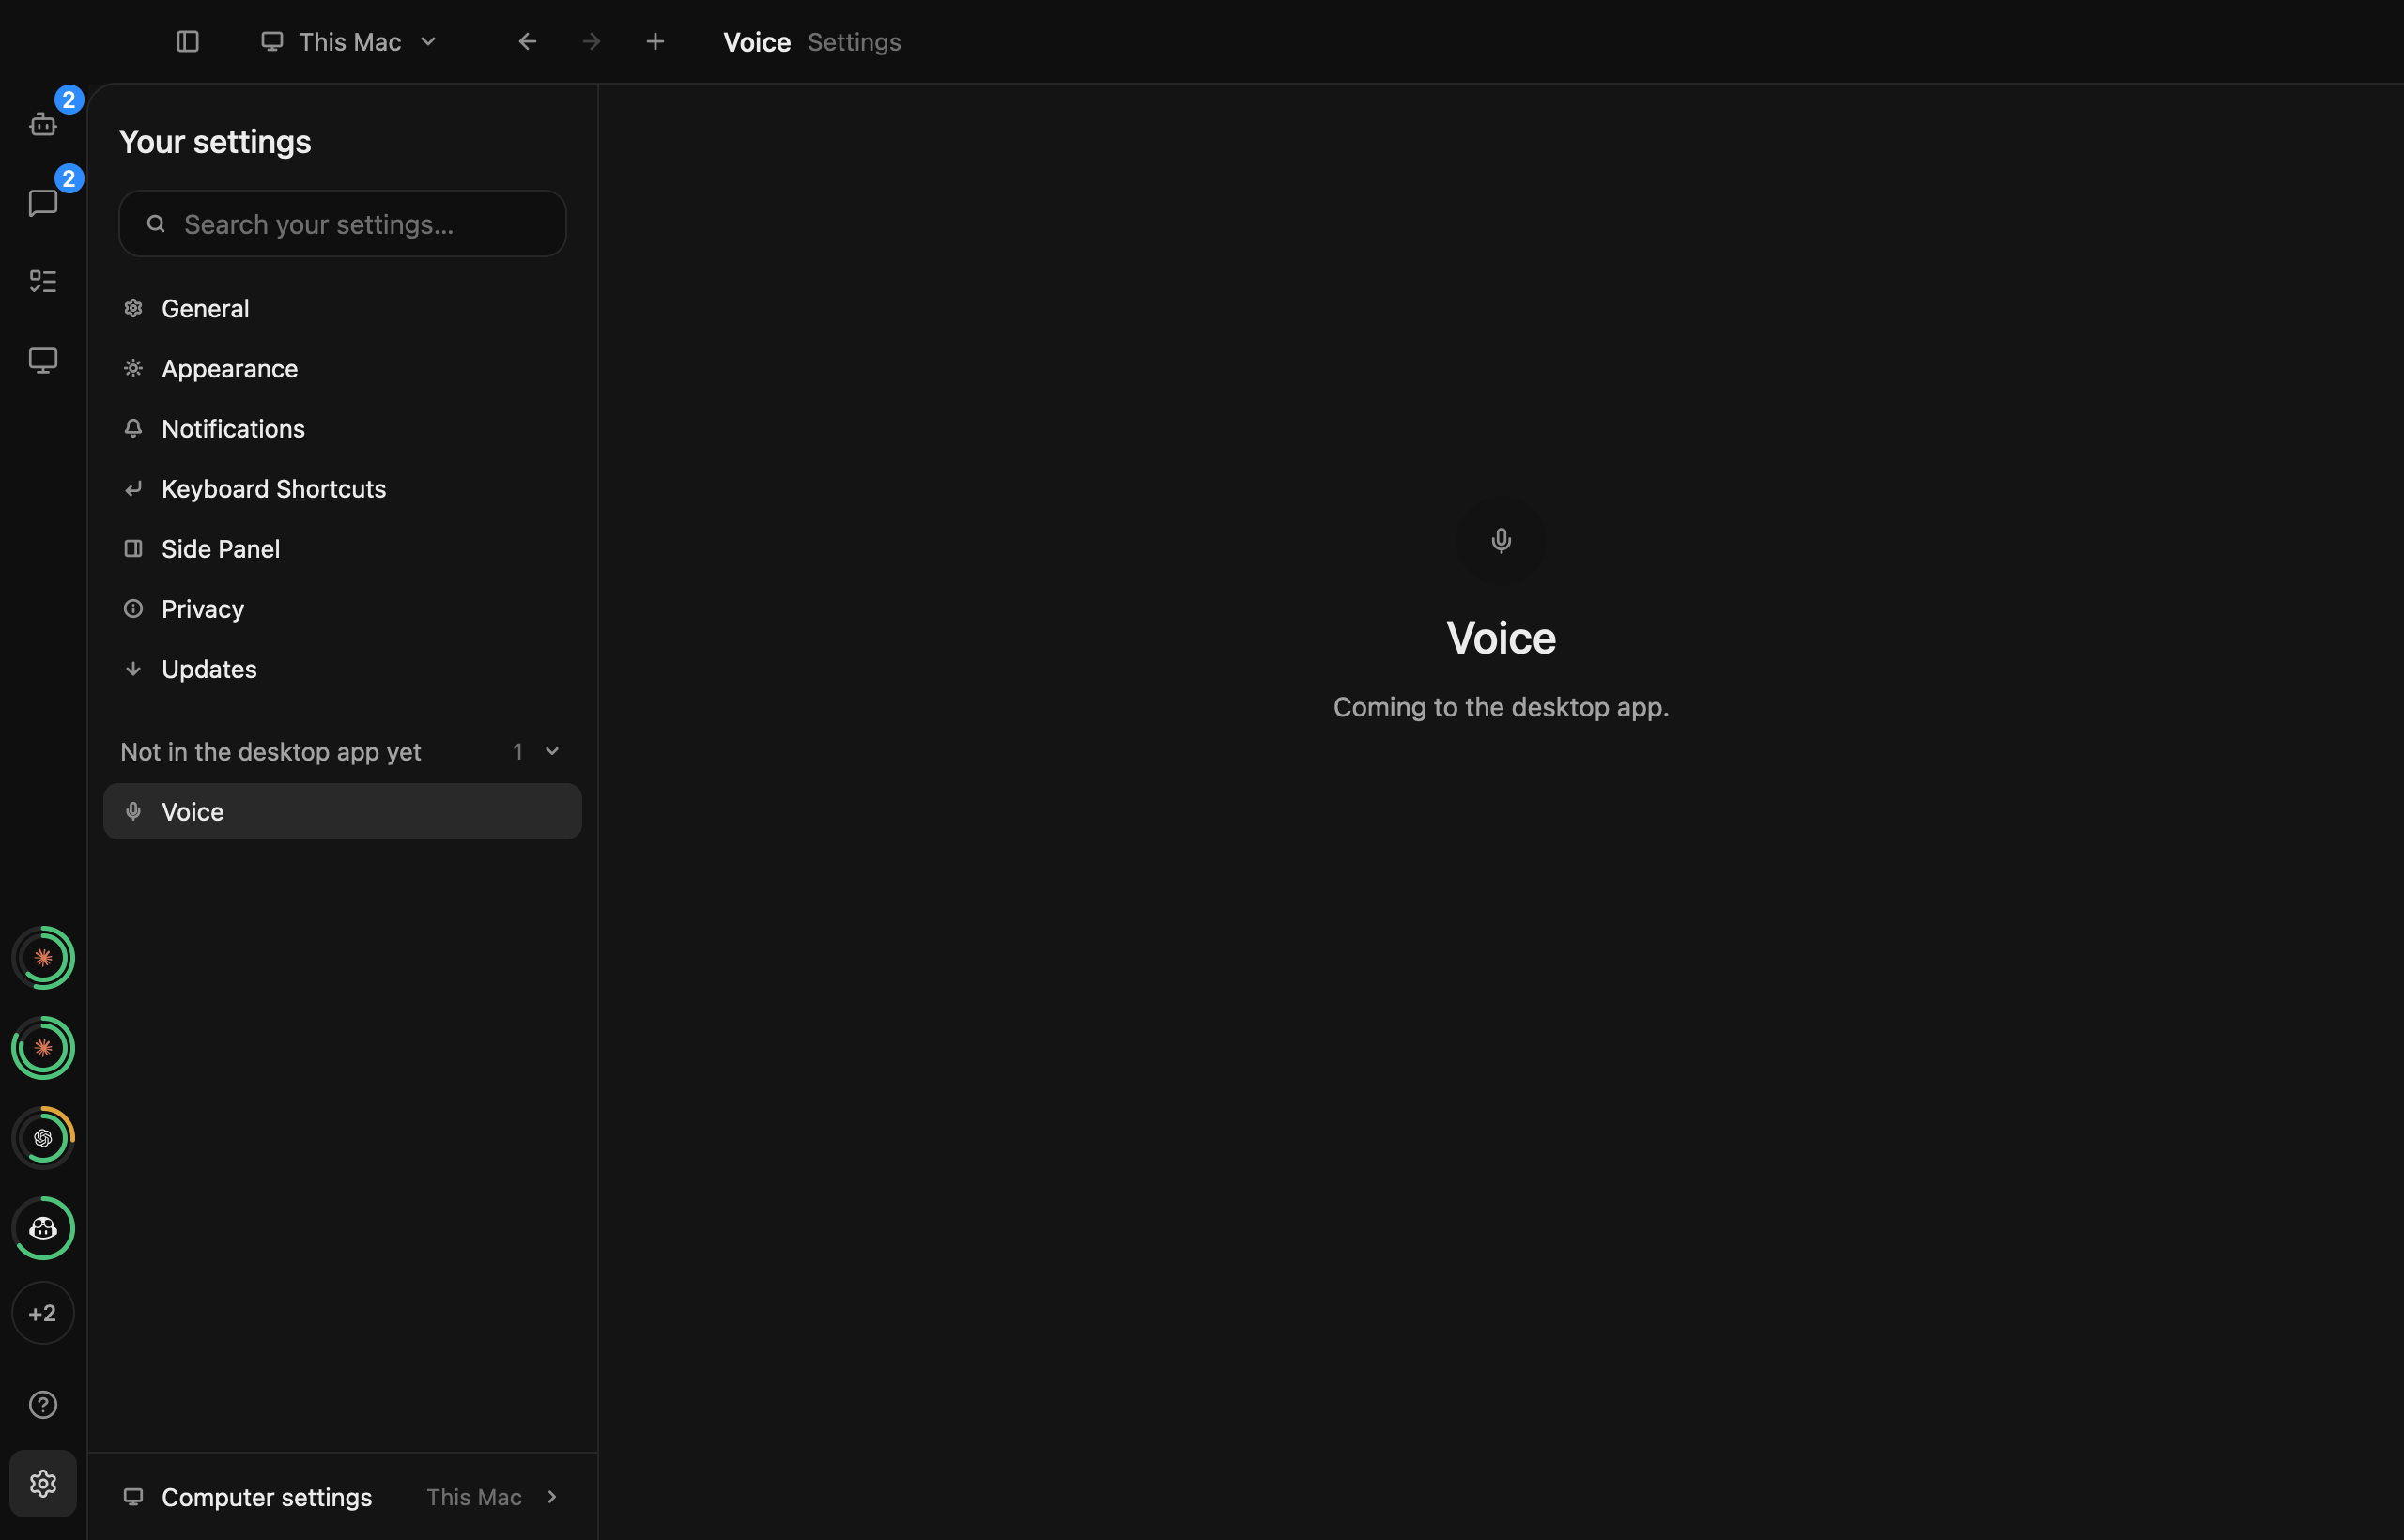 This Mac
Voice Settings
2
2
Your settings
Search your settings...
General
Appearance
Notifications
Keyboard Shortcuts
Side Panel
Privacy
Updates
Not in the desktop app yet 1
Voice
Voice
Coming to the desktop app.
+2
Computer settings This Mac